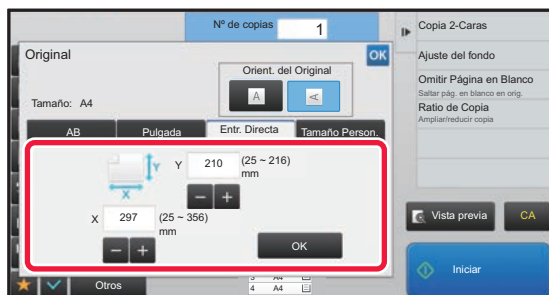 Nº de copias
1
OK
Original
Orient. del Original
A
A
Tamaño: A4
AB
Pulgada
Entr. Directa
Tamaño Person.
Y
Y
210
(25 ~ 216)
mm
X
X
297
(25 ~ 356)
mm
OK
Otros
3 A4
4 A4
Copia 2-Caras
Ajuste del fondo
Omitir Página en Blanco
Saltar pág. en blanco en orig.
Ratio de Copia
Ampliar/reducir copia
Vista previa
CA
Iniciar